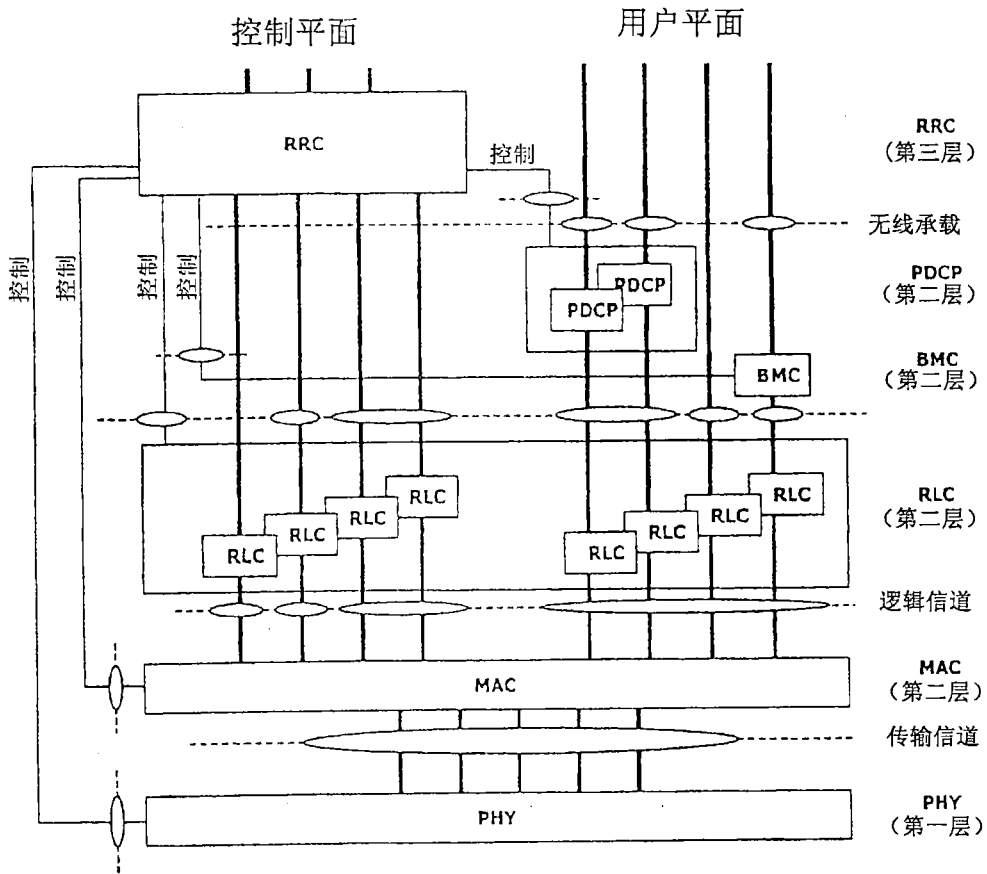 控制平面
用户平面
RRC
RRC
（第三层）
控制
无线承载
控制
控制
控制
控制
PDCP
PDCP
PDCP
（第二层）
BMC
BMC
（第二层）
RLC
RLC
RLC
RLC
RLC
RLC
RLC
RLC
RLC
（第二层）
逻辑信道
MAC
MAC
（第二层）
传输信道
PHY
PHY
（第一层）